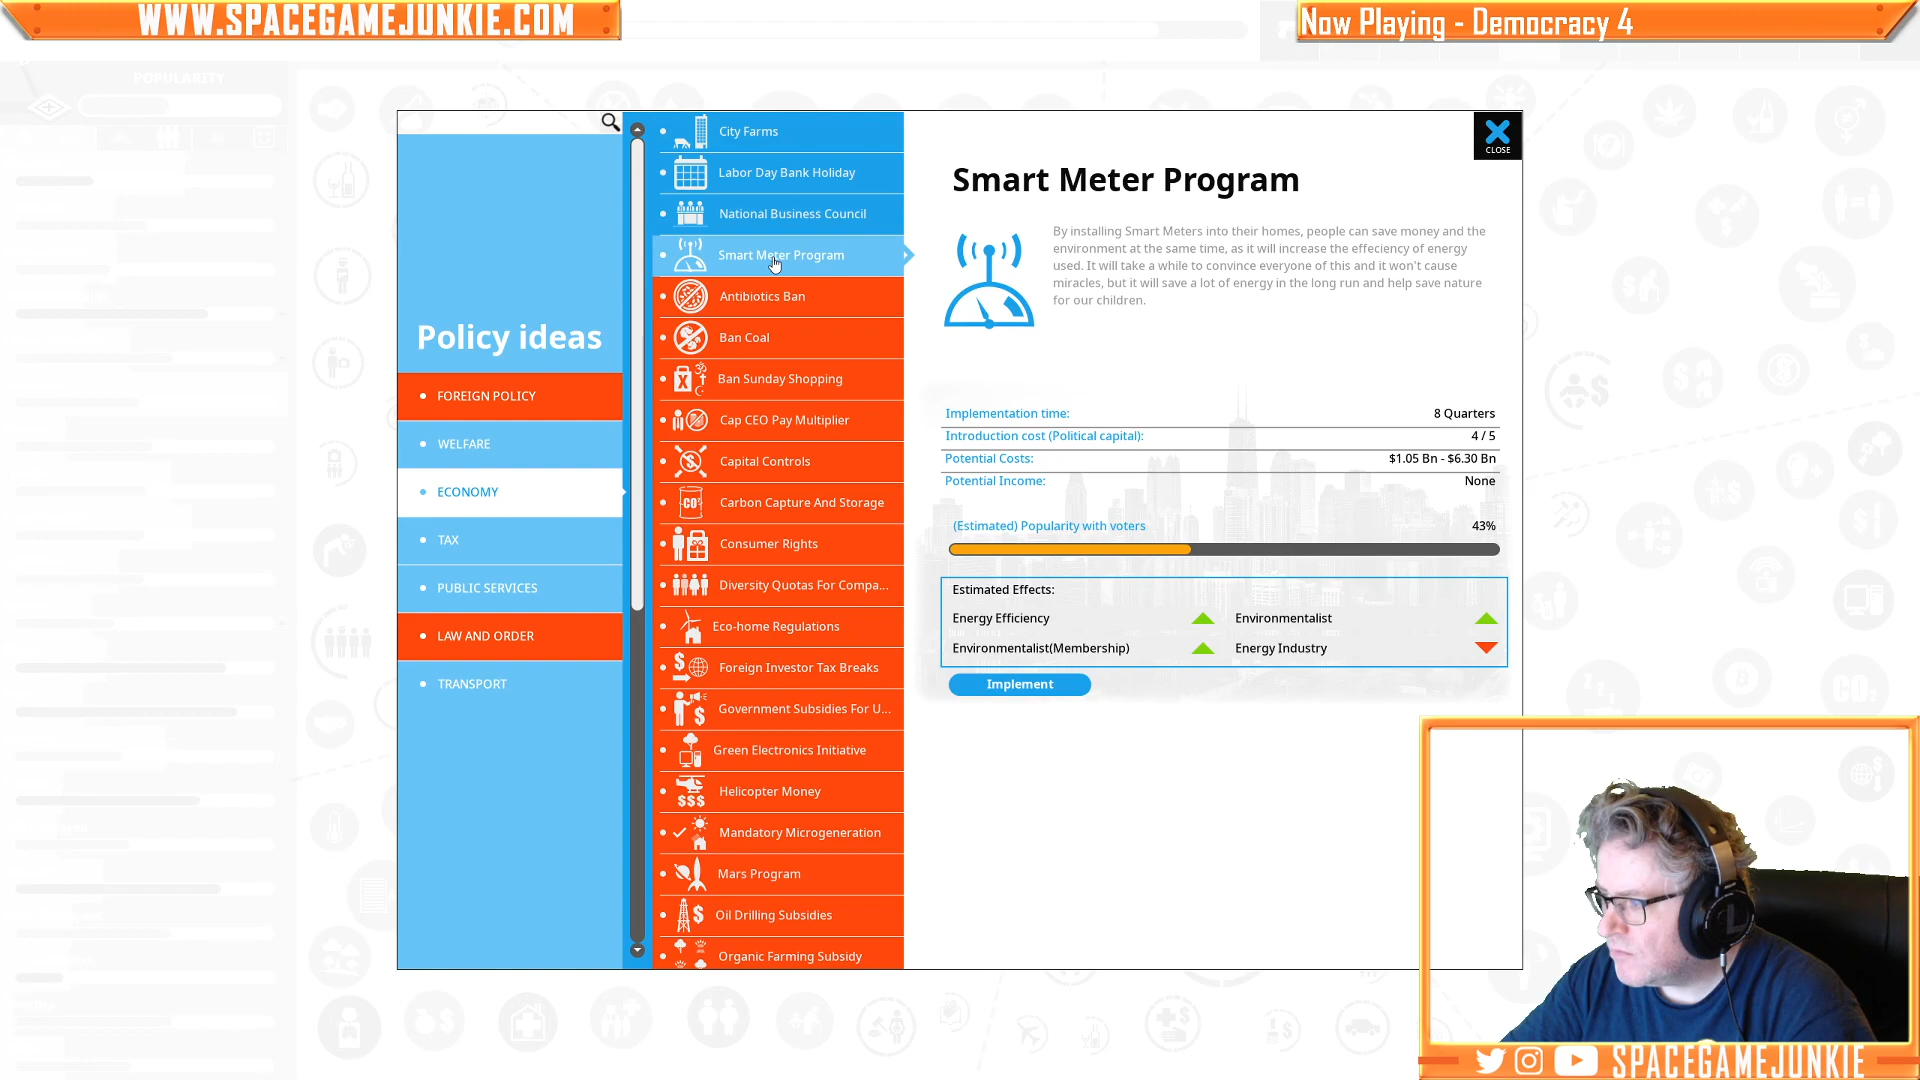 WWW.SPACEGAMEJUNKIE.COM
Now Playing - Democracy 4
POPULARITY
CLOSE
Policy ideas
FOREIGN POLICY
WELFARE
ECONOMY
TAX
PUBLIC SERVICES
LAW AND ORDER
TRANSPORT
City Farms
Labor Day Bank Holiday
National Business Council
Smart Meter Program
Antibiotics Ban
Ban Coal
Ban Sunday Shopping
Cap CEO Pay Multiplier
Capital Controls
Carbon Capture And Storage
Consumer Rights
Diversity Quotas For Compa...
Eco-home Regulations
Foreign Investor Tax Breaks
Government Subsidies For U...
Green Electronics Initiative
Helicopter Money
Mandatory Microgeneration
Mars Program
Oil Drilling Subsidies
Organic Farming Subsidy
Smart Meter Program
By installing Smart Meters into their homes, people can save money and the
environment at the same time, as it will increase the effeciency of energy
used. It will take a while to convince everyone of this and it won't cause
miracles, but it will save a lot of energy in the long run and help save nature
for our children.
Implementation time: 8 Quarters
Introduction cost (Political capital): 4 / 5
Potential Costs: $1.05 Bn - $6.30 Bn
Potential Income: None
(Estimated) Popularity with voters 43%
Estimated Effects:
Energy Efficiency Environmentalist
Environmentalist(Membership) Energy Industry
Implement
SPACEGAMEJUNKIE